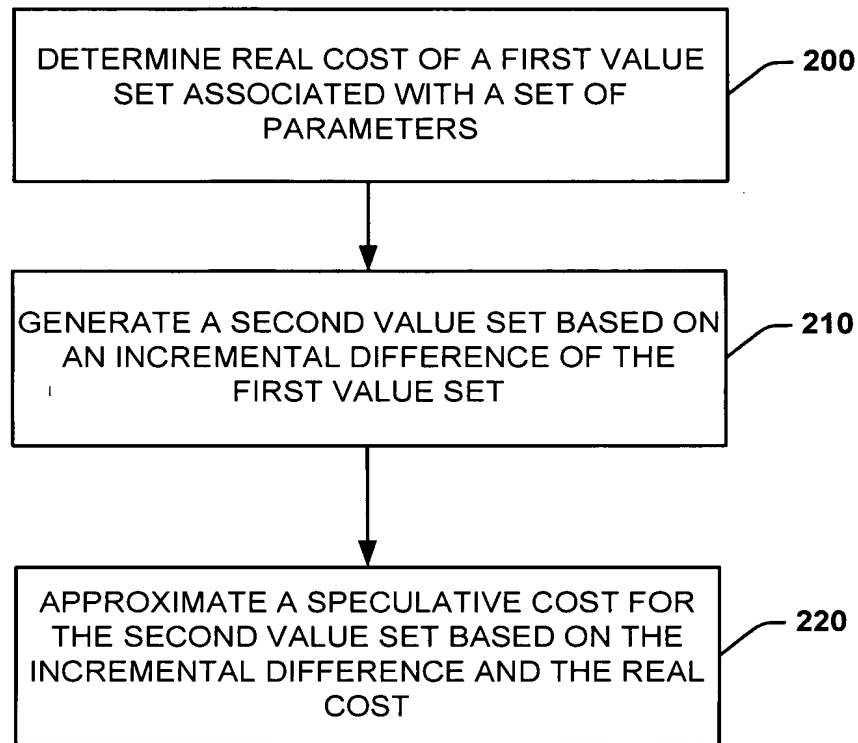 DETERMINE REAL COST OF A FIRST VALUE
SET ASSOCIATED WITH A SET OF
PARAMETERS
200
GENERATE A SECOND VALUE SET BASED ON
AN INCREMENTAL DIFFERENCE OF THE
FIRST VALUE SET
210
APPROXIMATE A SPECULATIVE COST FOR
THE SECOND VALUE SET BASED ON THE
INCREMENTAL DIFFERENCE AND THE REAL
COST
220